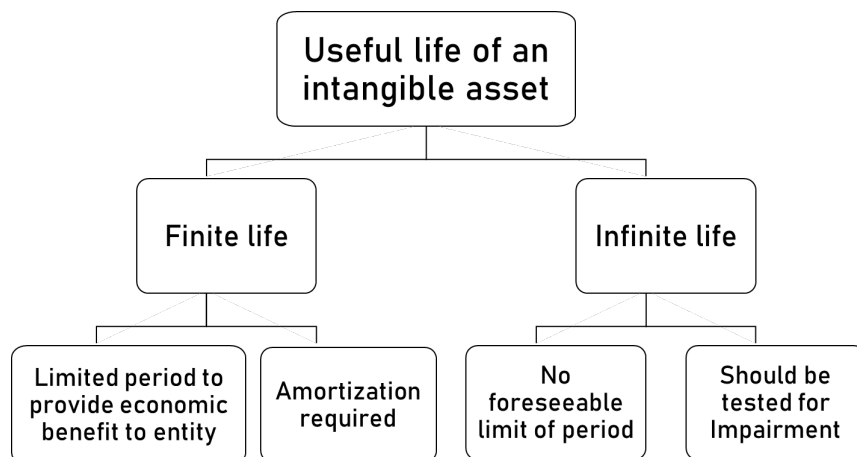 Useful life of an
intangible asset
Finite life
Infinite life
Limited period to
provide economic
benefit to entity
Amortization
required
No
foreseeable
limit of period
Should be
tested for
Impairment